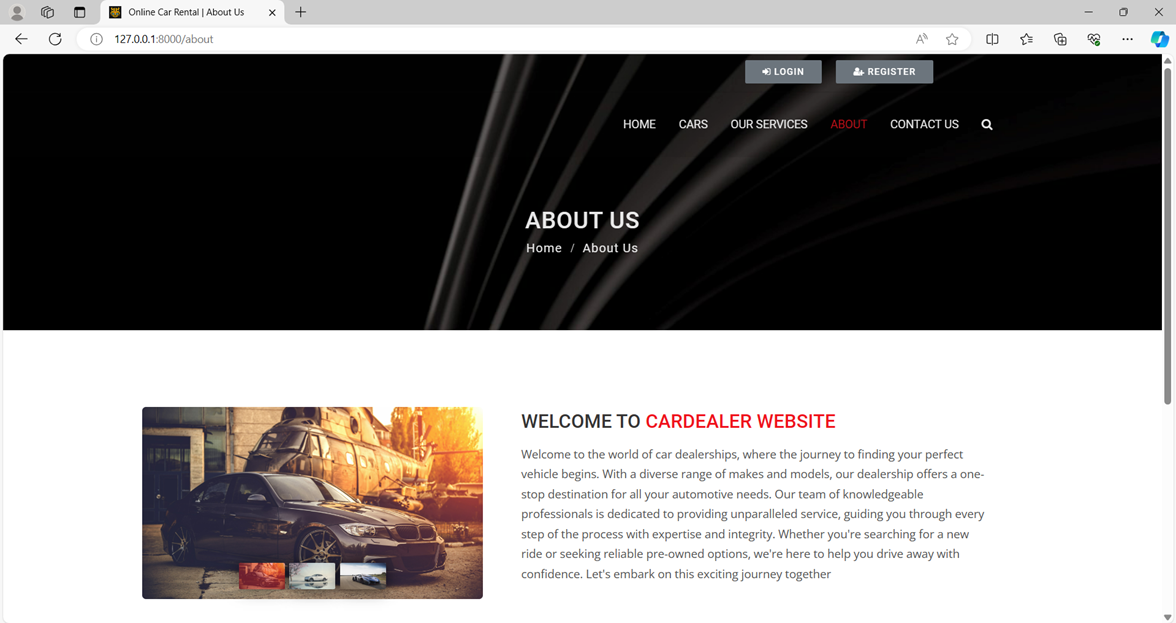 Online Car Rental | About Us
127.0.0.1:8000/about
LOGIN
REGISTER
HOME
CARS
OUR SERVICES
ABOUT
CONTACT US
ABOUT US
Home / About Us
WELCOME TO CARDEALER WEBSITE
Welcome to the world of car dealerships, where the journey to finding your perfect
vehicle begins. With a diverse range of makes and models, our dealership offers a one-
stop destination for all your automotive needs. Our team of knowledgeable
professionals is dedicated to providing unparalleled service, guiding you through every
step of the process with expertise and integrity. Whether you're searching for a new
ride or seeking reliable pre-owned options, we're here to help you drive away with
confidence. Let's embark on this exciting journey together